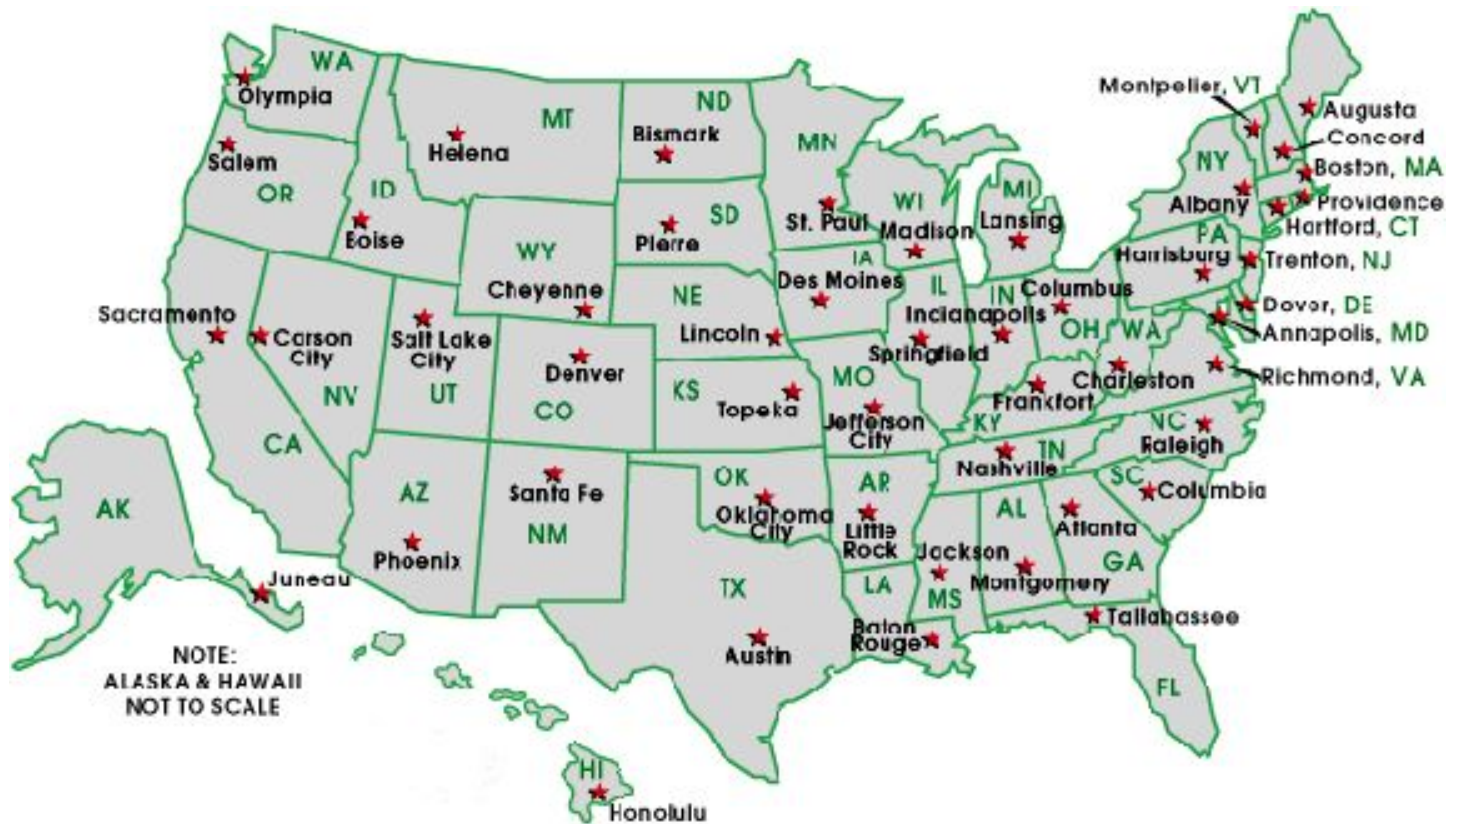 WA
Olympia
Salem
OR
ID
Boise
MT
Helena
ND
Bismark
SD
Pierre
WY
Cheyenne
NE
Lincoln
MN
St. Paul
WI
Madison
MI
Lansing
IA
Des Moines
IL
Springfield
IN
Indianapolis
Columbus
OH
WA
Charleston
Montpelier, VT
Augusta
Concord
Boston, MA
Providence
Hartford, CT
NY
Albany
PA
Harrisburg
Trenton, NJ
Dover, DE
Annapolis, MD
Richmond, VA
Sacramento
CA
Carson
City
NV
Salt Lake
City
UT
Denver
CO
KS
Topeka
MO
Jefferson
City
Frankfort
KY
Nashville
TN
NC
Raleigh
SC
Columbia
AZ
Phoenix
Santa Fe
NM
OK
Oklahoma
City
AR
Little
Rock
TX
Austin
LA
Baton
Rouge
Jackson
MS
AL
Montgomery
Atlanta
GA
Tallahassee
FL
AK
Juneau
NOTE:
ALASKA & HAWAII
NOT TO SCALE
HI
Honolulu